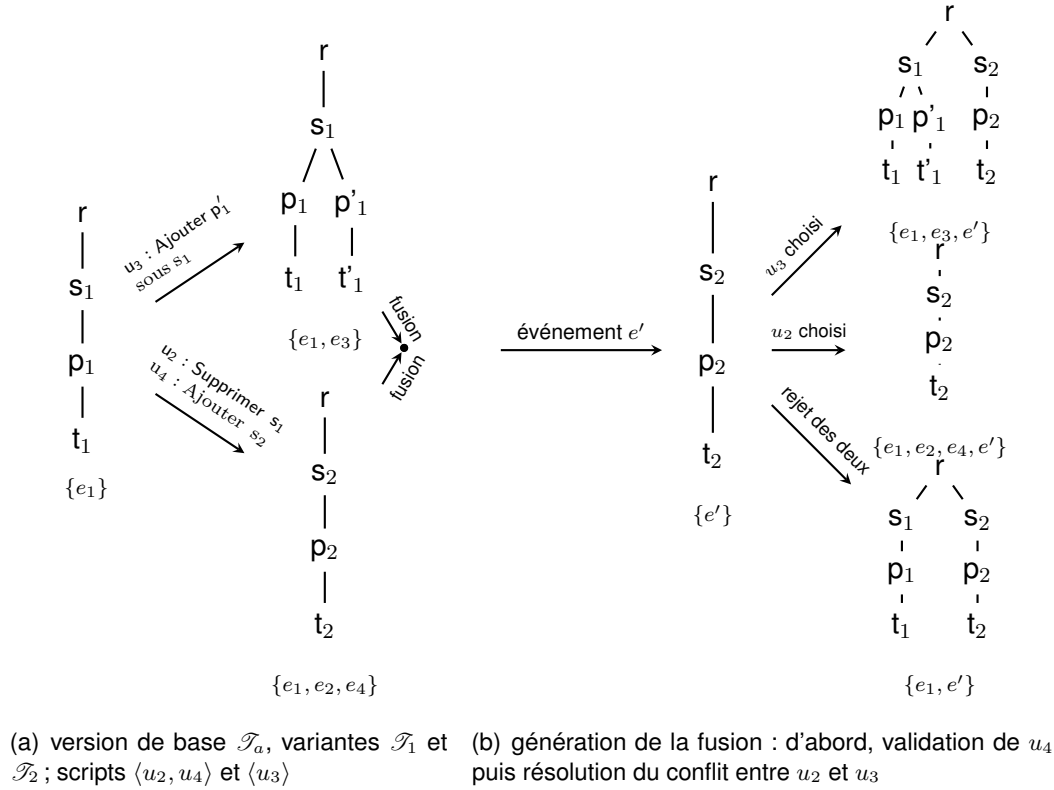 r
s₁
p₁
t₁
{e₁}
u₃ : Ajouter p′₁
sous s₁
u₂ : Supprimer s₁
u₄ : Ajouter s₂
r
s₁
p₁ p'₁
t₁ t'₁
{e₁, e₃}
fusion
fusion
r
s₂
p₂
t₂
{e₁, e₂, e₄}
événement e′
r
s₂
p₂
t₂
{e′}
u₃ choisi
u₂ choisi
rejet des deux
r
s₁ s₂
p₁ p'₁ p₂
t₁ t'₁ t₂
{e₁, e₃, e′}
r
s₂
p₂
t₂
{e₁, e₂, e₄, e′}
r
s₁ s₂
p₁ p₂
t₁ t₂
{e₁, e′}
(a) version de base 𝒯ₐ, variantes 𝒯₁ et
𝒯₂ ; scripts ⟨u₂, u₄⟩ et ⟨u₃⟩
(b) génération de la fusion : d'abord, validation de u₄
puis résolution du conflit entre u₂ et u₃